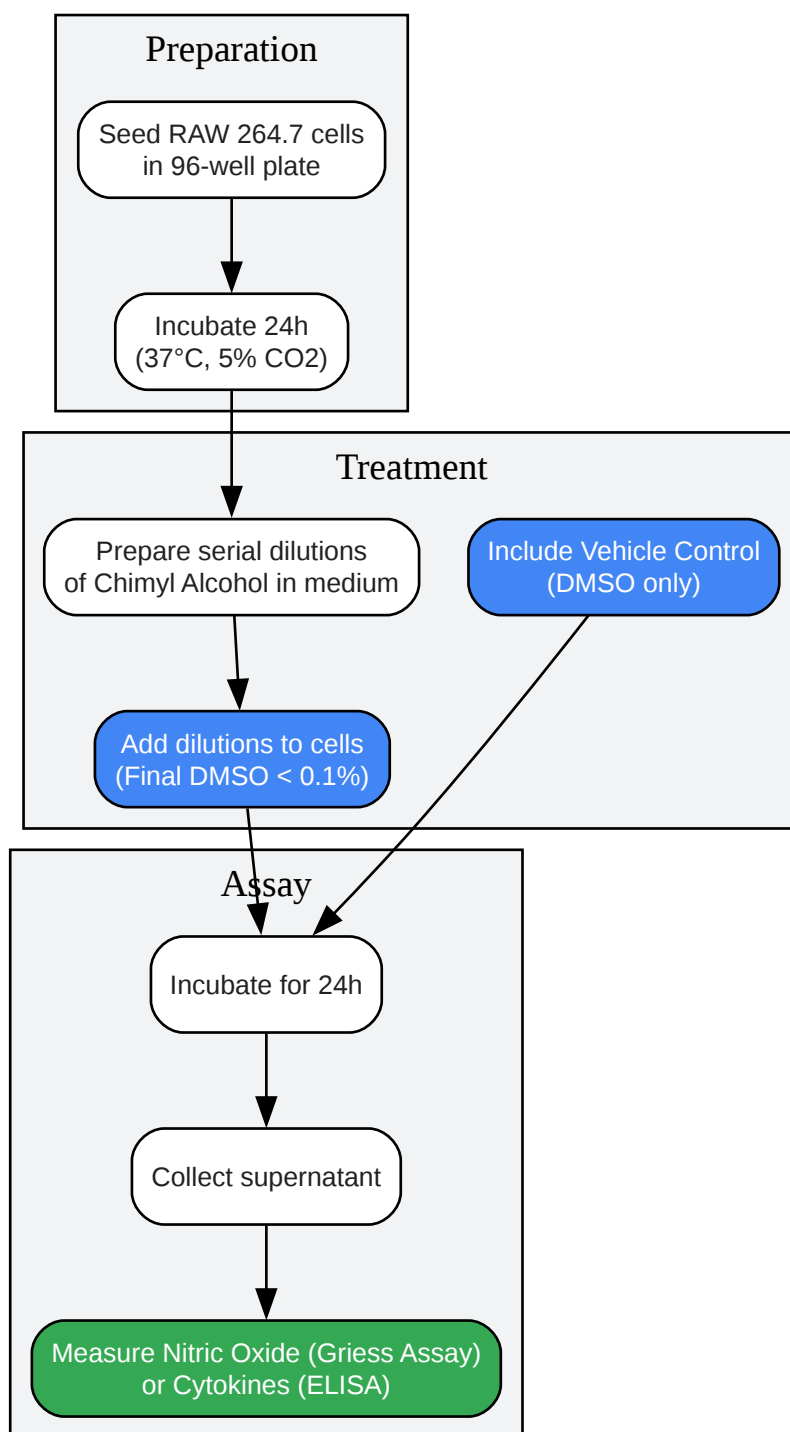 Preparation
Seed RAW 264.7 cells
in 96-well plate
Incubate 24h
(37°C, 5% CO2)
Treatment
Prepare serial dilutions
of Chimyl Alcohol in medium
Include Vehicle Control
(DMSO only)
Add dilutions to cells
(Final DMSO < 0.1%)
Assay
Incubate for 24h
Collect supernatant
Measure Nitric Oxide (Griess Assay)
or Cytokines (ELISA)